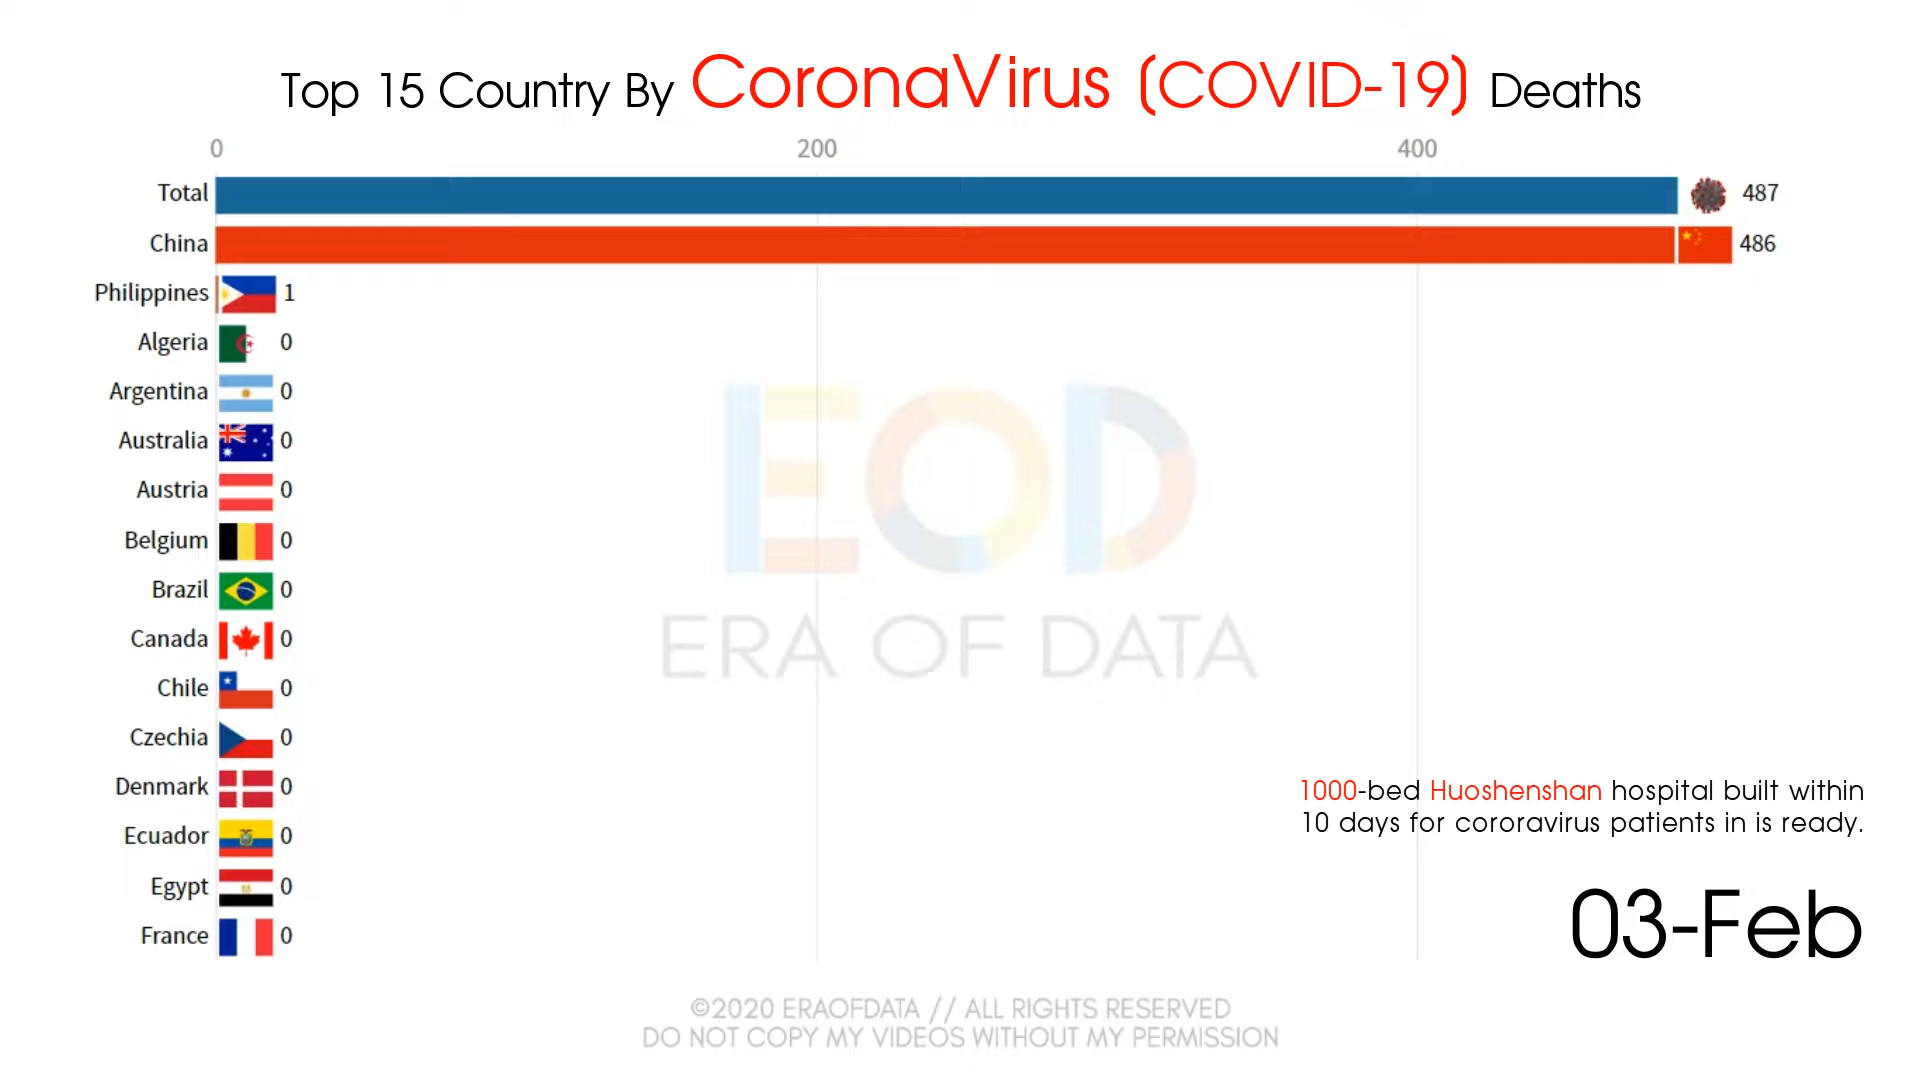 Top 15 Country By CoronaVirus (COVID-19) Deaths
0 200 400
Total 487
China 486
Philippines 1
Algeria 0
Argentina 0
Australia 0
Austria 0
Belgium 0
Brazil 0
Canada 0
Chile 0
Czechia 0
Denmark 0
Ecuador 0
Egypt 0
France 0
EOD
ERA OF DATA
1000-bed Huoshenshan hospital built within
10 days for cororavirus patients in is ready.
03-Feb
©2020 ERAOFDATA // ALL RIGHTS RESERVED
DO NOT COPY MY VIDEOS WITHOUT MY PERMISSION